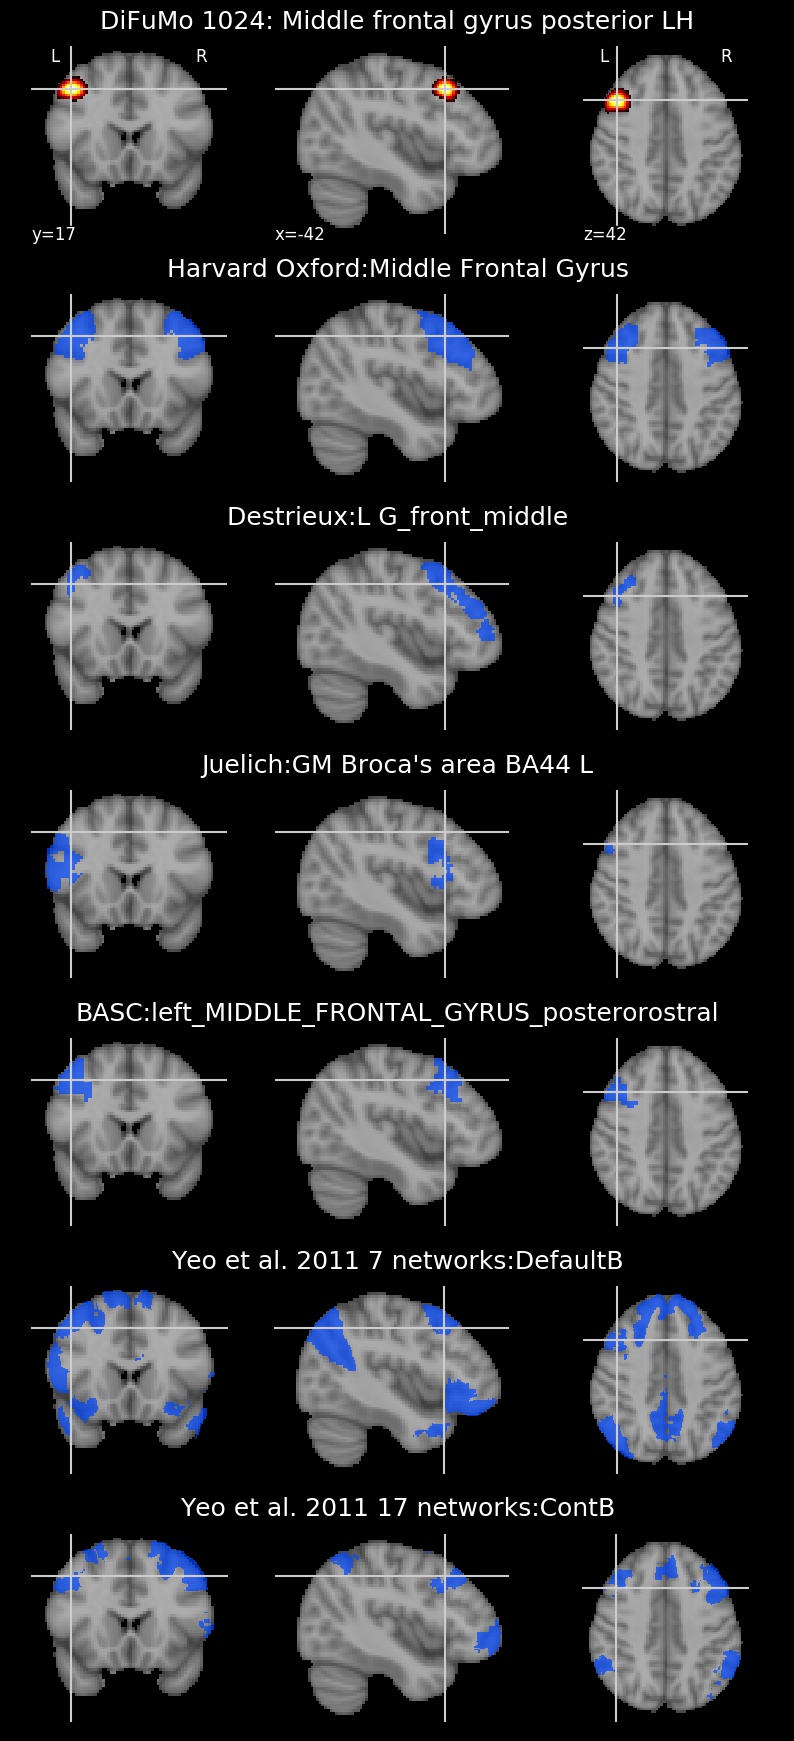 DiFuMo 1024: Middle frontal gyrus posterior LH
L R L R
y=17 x=-42 z=42
Harvard Oxford:Middle Frontal Gyrus
Destrieux:L G_front_middle
Juelich:GM Broca's area BA44 L
BASC:left_MIDDLE_FRONTAL_GYRUS_posterorostral
Yeo et al. 2011 7 networks:DefaultB
Yeo et al. 2011 17 networks:ContB